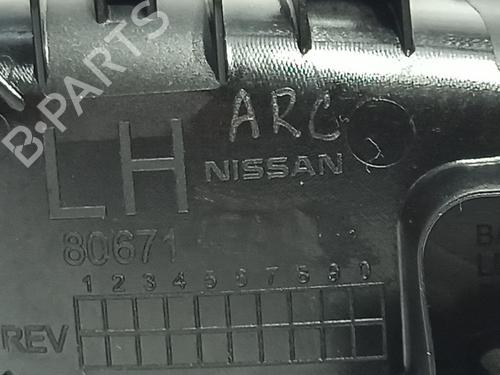 B-PARTS
ARC
LH NISSAN
80671
1 2 3 4 5 6 7 8 9 0
REV